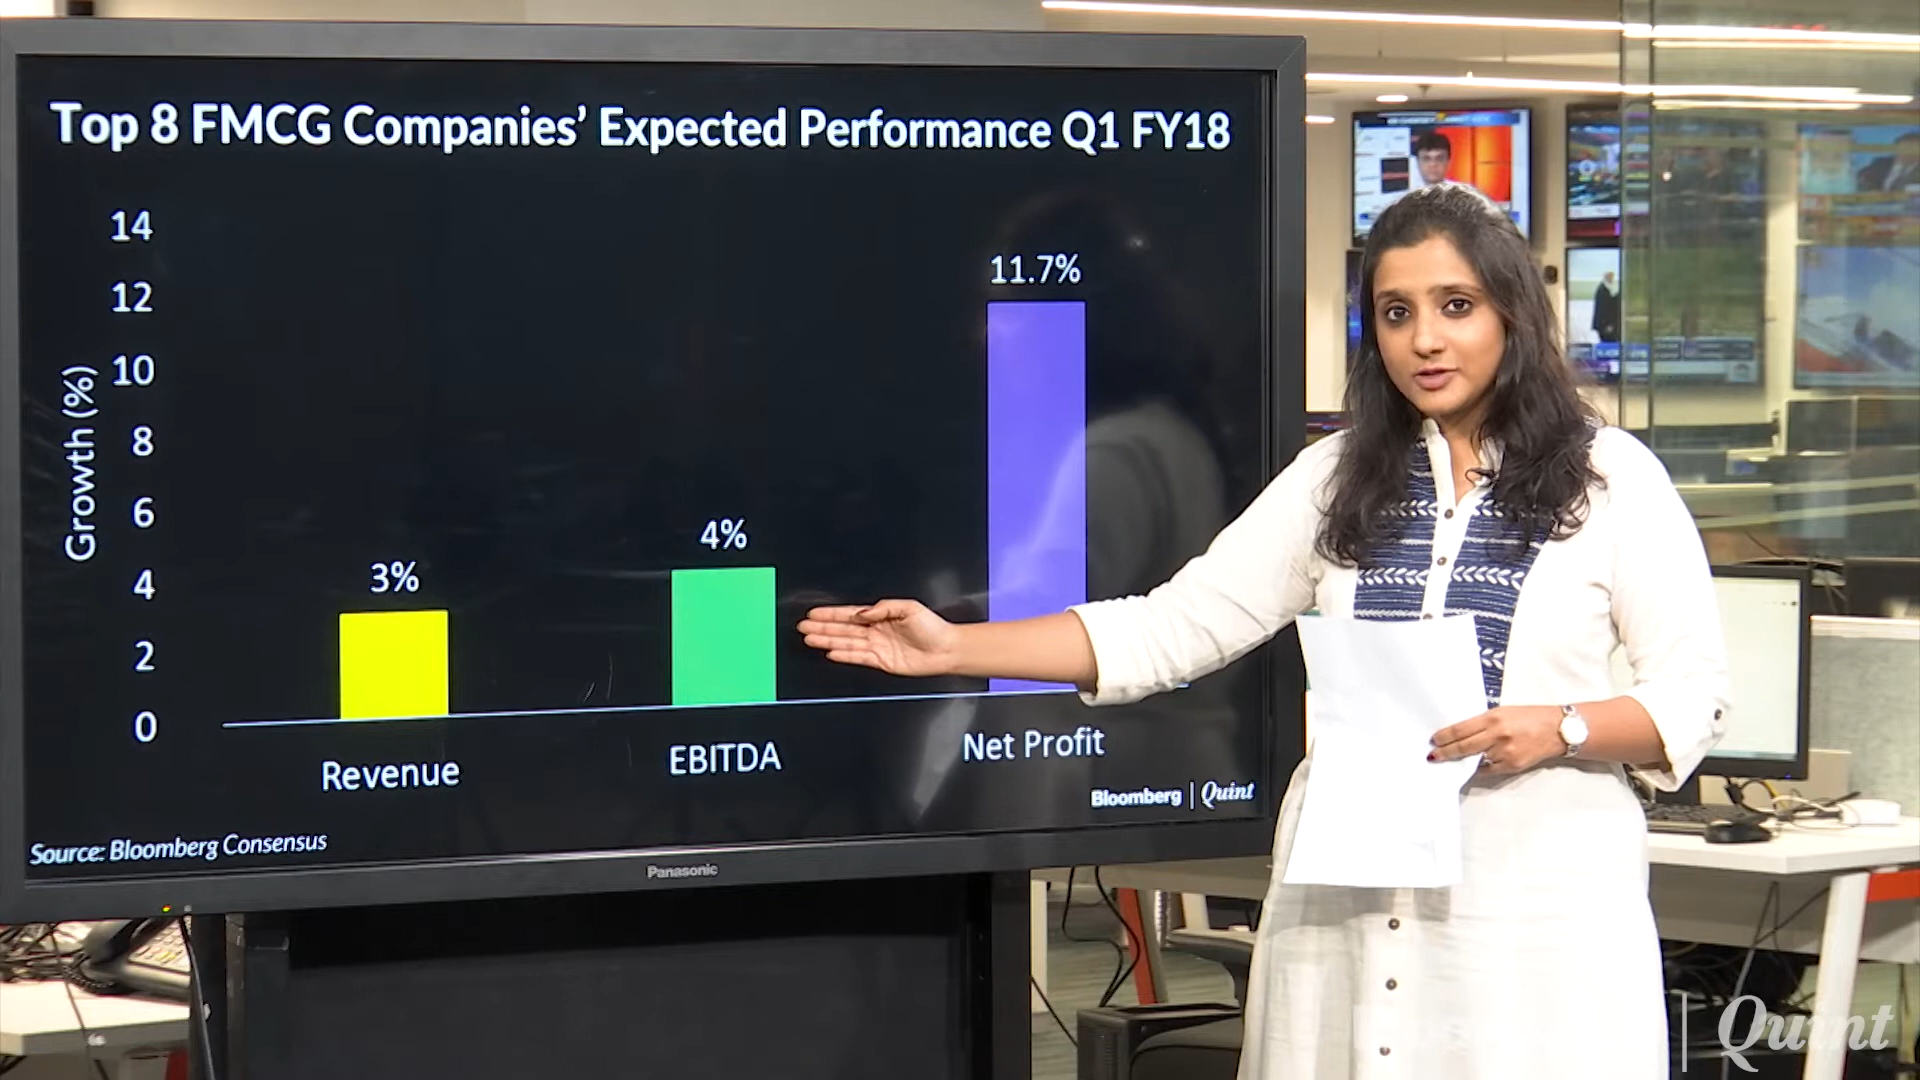 Top 8 FMCG Companies’ Expected Performance Q1 FY18
14
12
10
8
6
4
2
0
Growth (%)
3%
4%
11.7%
Revenue
EBITDA
Net Profit
Bloomberg | Quint
Source: Bloomberg Consensus
Panasonic
Quint